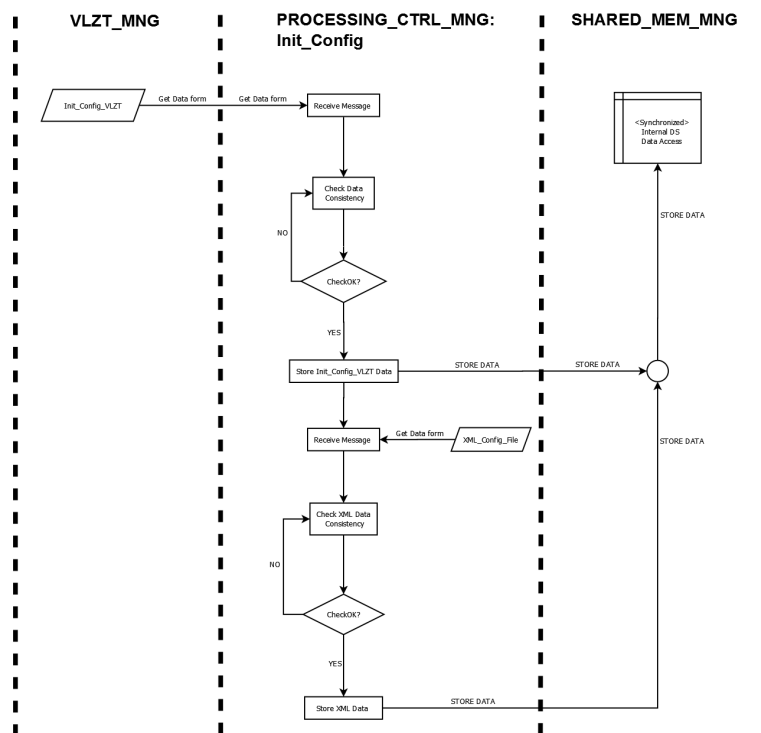 VLZT_MNG
PROCESSING_CTRL_MNG:
Init_Config
SHARED_MEM_MNG
Init_Config_VLZT
Get Data form
Get Data form
Receive Message
<Synchronized>
Internal DS
Data Access
Check Data
Consistency
STORE DATA
NO
CheckOK?
YES
Store Init_Config_VLZT Data
STORE DATA
STORE DATA
Receive Message
Get Data form
XML_Config_File
STORE DATA
Check XML Data
Consistency
NO
CheckOK?
YES
Store XML Data
STORE DATA